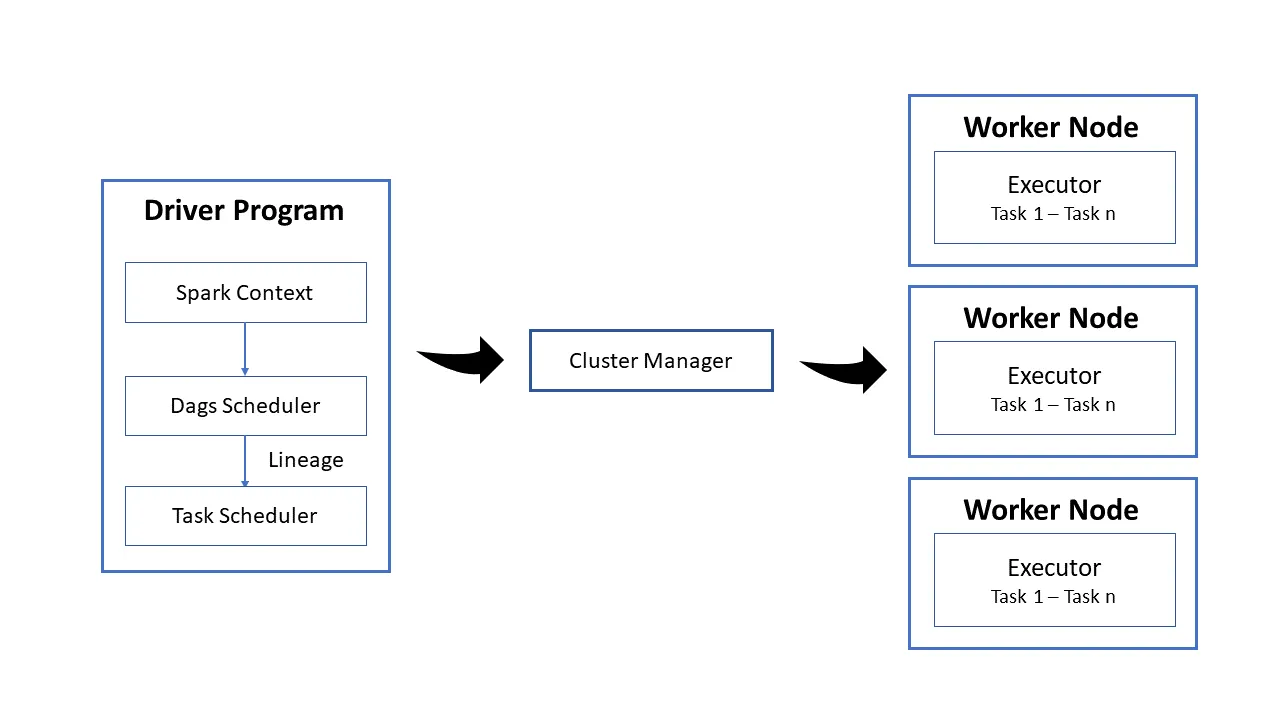 Driver Program
Spark Context
Dags Scheduler
Lineage
Task Scheduler
Cluster Manager
Worker Node
Executor
Task 1 – Task n
Worker Node
Executor
Task 1 – Task n
Worker Node
Executor
Task 1 – Task n